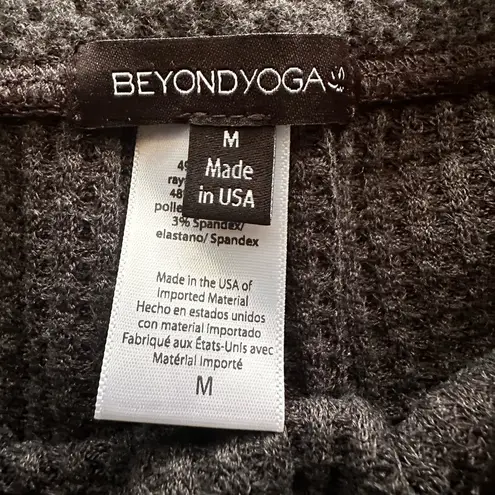 BEYONDYOGA
M
Made
in USA
3% Spandex/
elastano/ Spandex
Made in the USA of
Imported Material
Hecho en estados unidos
con material importado
Fabriqué aux États-Unis avec
Matérial Importé
M